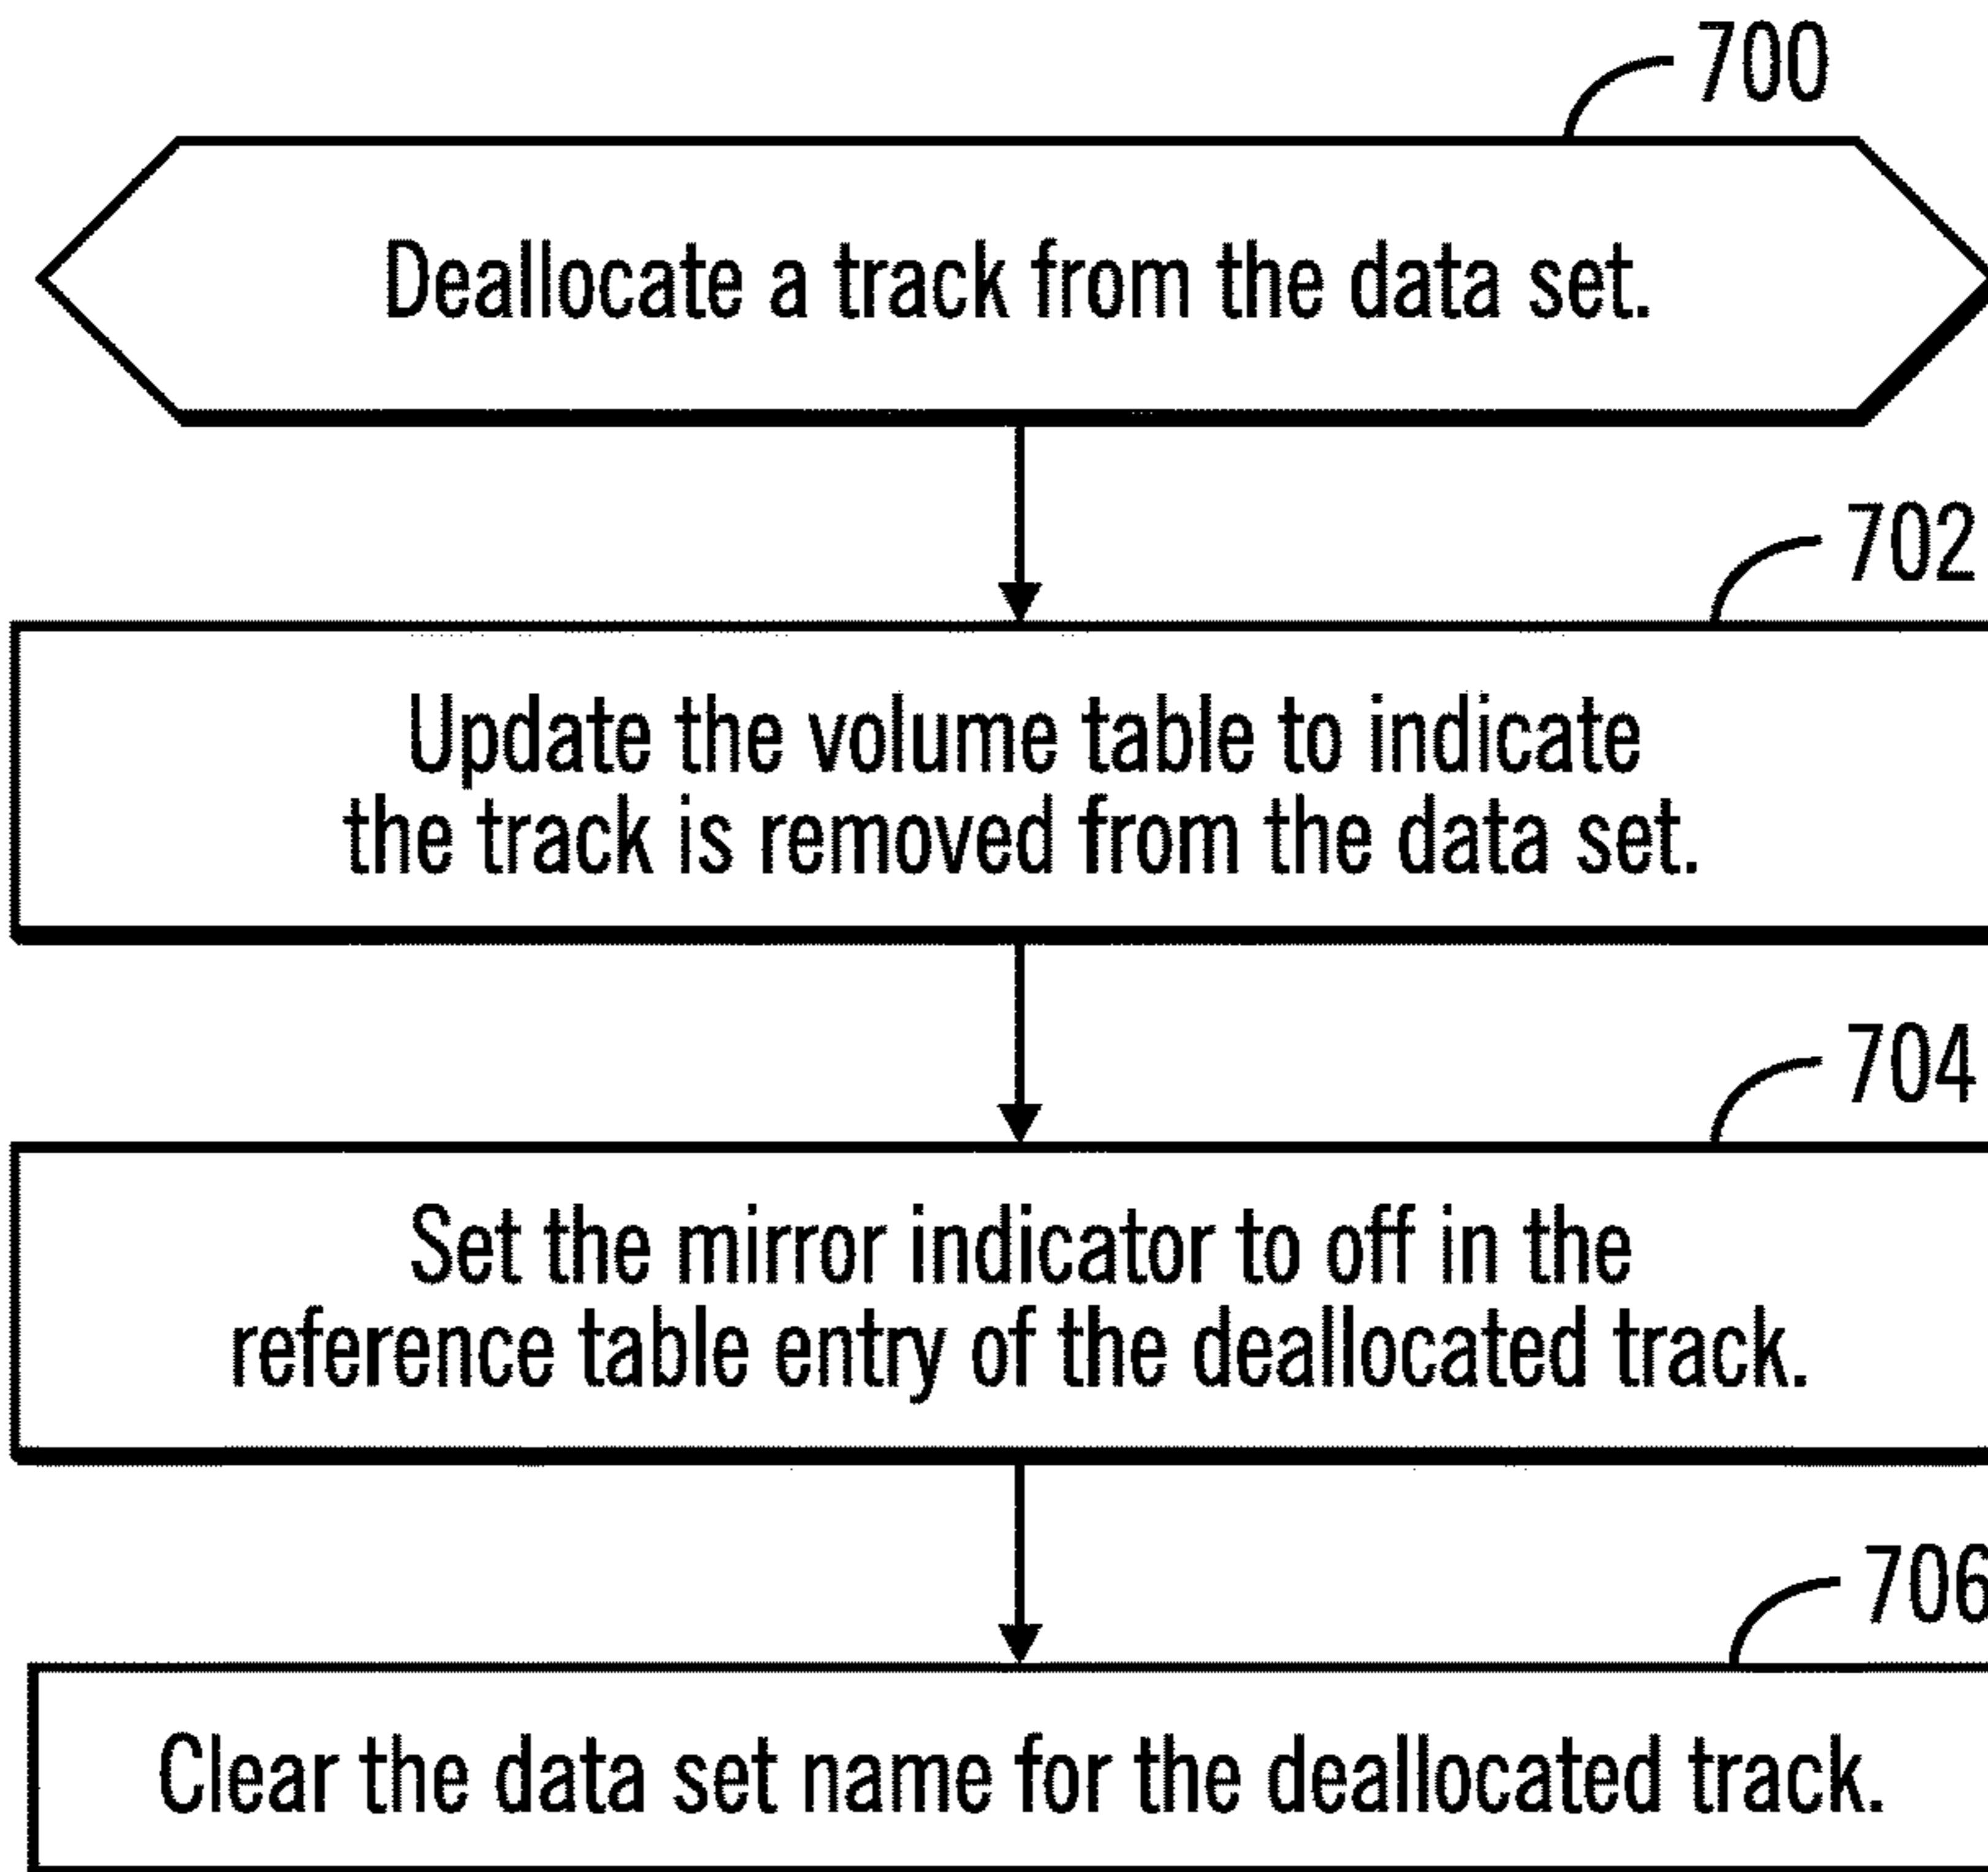 700
Deallocate a track from the data set.
702
Update the volume table to indicate
the track is removed from the data set.
704
Set the mirror indicator to off in the
reference table entry of the deallocated track.
706
Clear the data set name for the deallocated track.